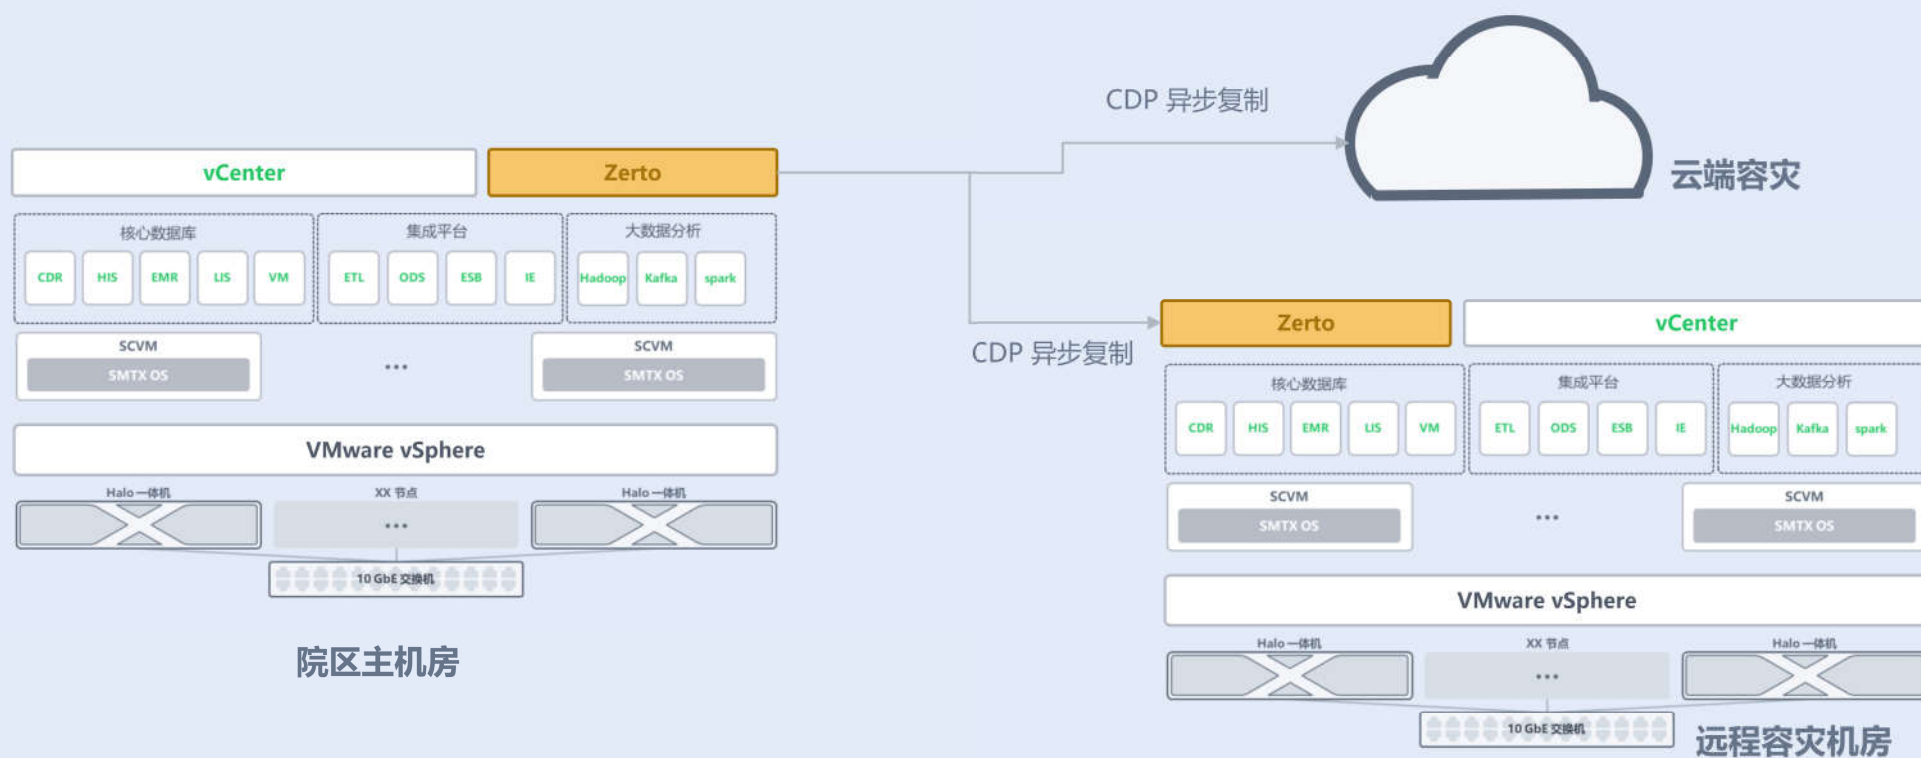 CDP 异步复制
云端容灾
vCenter
Zerto
核心数据库
集成平台
大数据分析
CDR HIS EMR LIS VM ETL ODS ESB IE Hadoop Kafka spark
SCVM
SMTX OS
...
SCVM
SMTX OS
VMware vSphere
Halo 一体机
XX 节点
...
Halo 一体机
10 GbE 交换机
院区主机房
CDP 异步复制
Zerto
vCenter
核心数据库
集成平台
大数据分析
CDR HIS EMR LIS VM ETL ODS ESB IE Hadoop Kafka spark
SCVM
SMTX OS
...
SCVM
SMTX OS
VMware vSphere
Halo 一体机
XX 节点
...
Halo 一体机
10 GbE 交换机
远程容灾机房